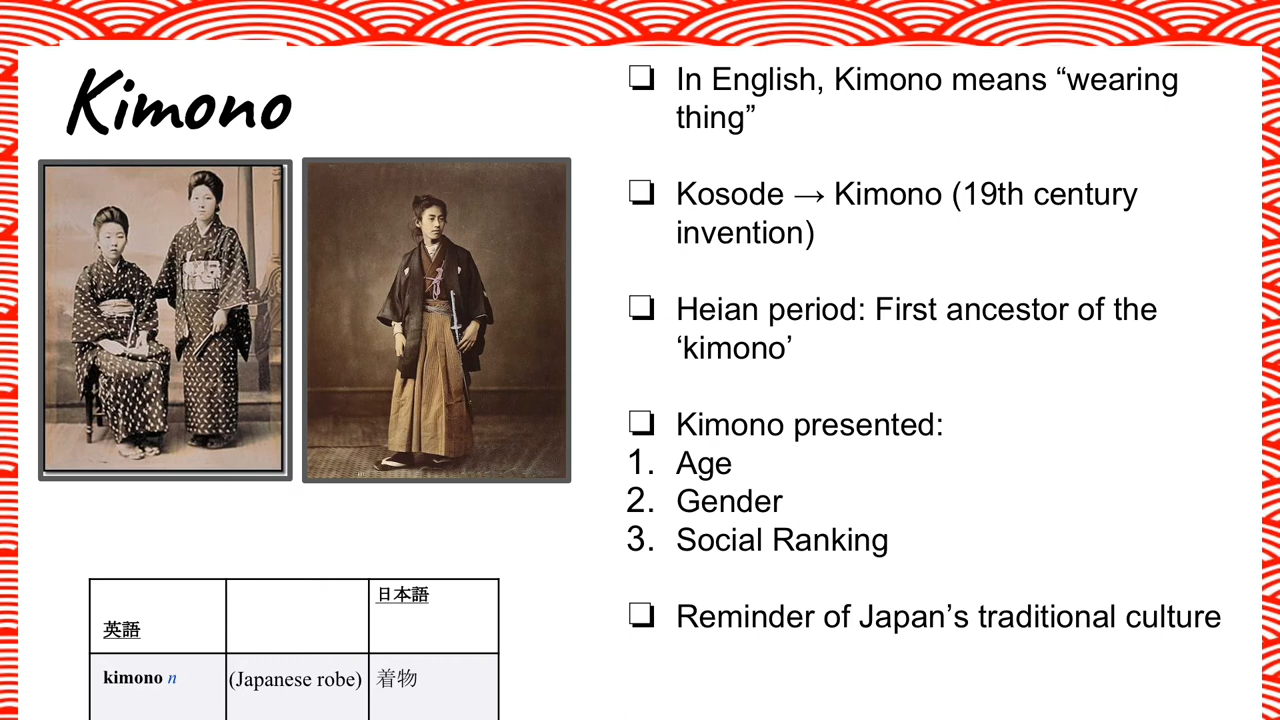 Kimono
❏ In English, Kimono means “wearing
thing”
❏ Kosode → Kimono (19th century
invention)
❏ Heian period: First ancestor of the
‘kimono’
❏ Kimono presented:
1. Age
2. Gender
3. Social Ranking
❏ Reminder of Japan’s traditional culture
英語 日本語
kimono n (Japanese robe) 着物